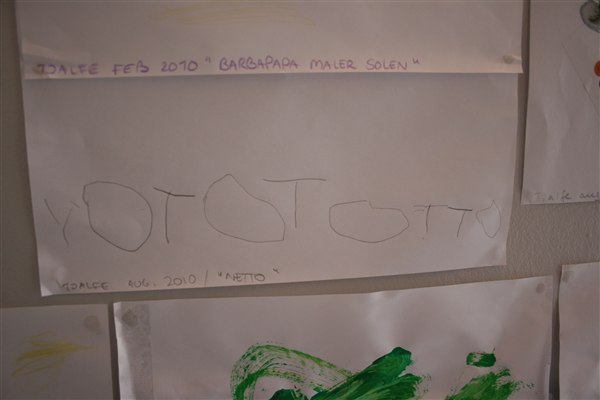 TJALFE FEB 2010 "BARBAPAPA MALER SOLEN"
YOTOTOTTO
TJALFE AUG. 2010 / "NETTO"